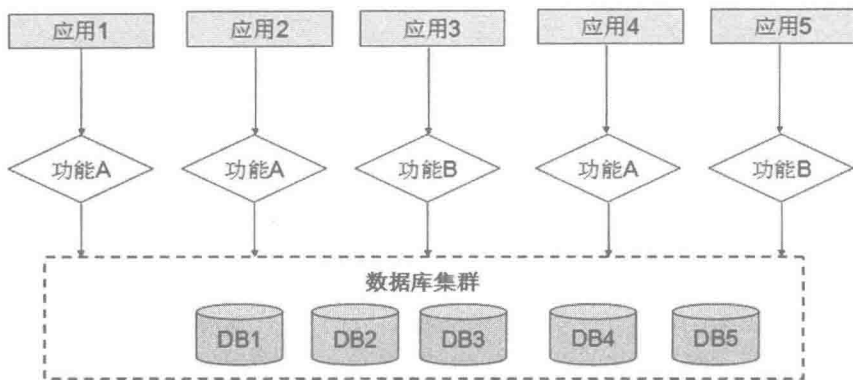 应用1 应用2 应用3 应用4 应用5
功能A 功能A 功能B 功能A 功能B
数据库集群
DB1 DB2 DB3 DB4 DB5